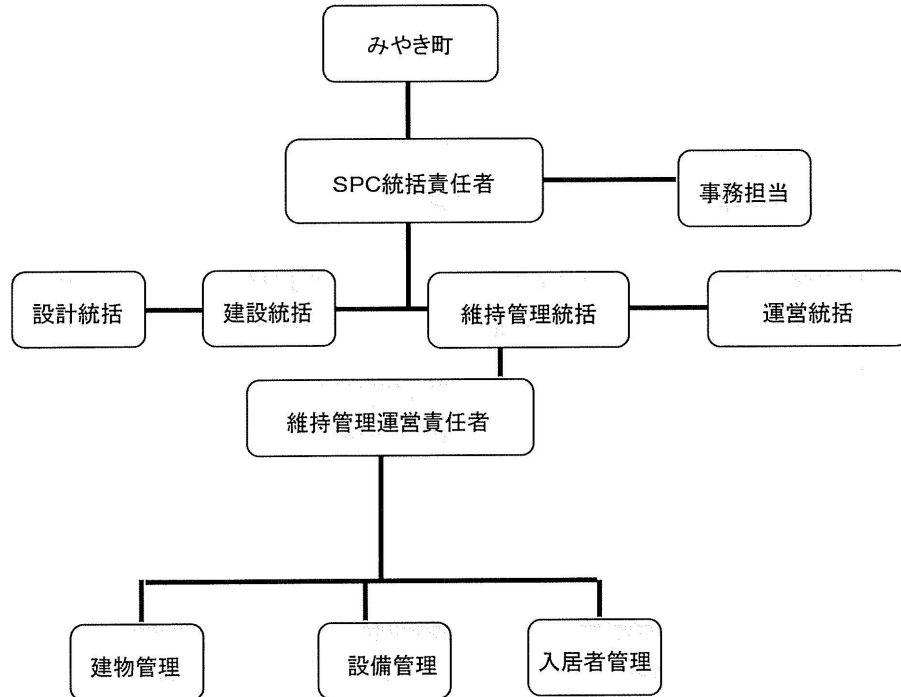 みやき町
SPC統括責任者
事務担当
設計統括
建設統括
維持管理統括
運営統括
維持管理運営責任者
建物管理
設備管理
入居者管理